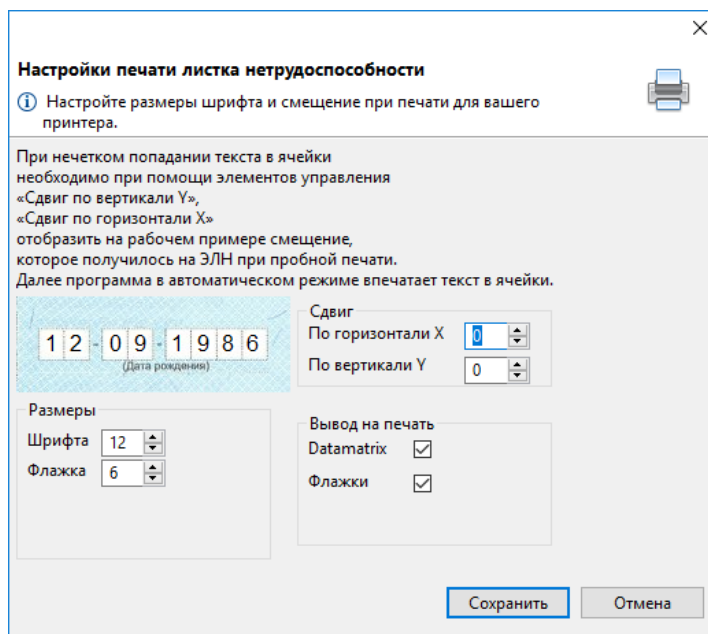 Настройки печати листка нетрудоспособности
Настройте размеры шрифта и смещение при печати для вашего
принтера.
При нечетком попадании текста в ячейки
необходимо при помощи элементов управления
«Сдвиг по вертикали Y»,
«Сдвиг по горизонтали X»
отобразить на рабочем примере смещение,
которое получилось на ЭЛН при пробной печати.
Далее программа в автоматическом режиме впечатает текст в ячейки.
12-09-1986
(Дата рождения)
Сдвиг
По горизонтали X 0
По вертикали Y 0
Размеры
Шрифта 12
Флажка 6
Вывод на печать
Datamatrix
Флажки
Сохранить Отмена